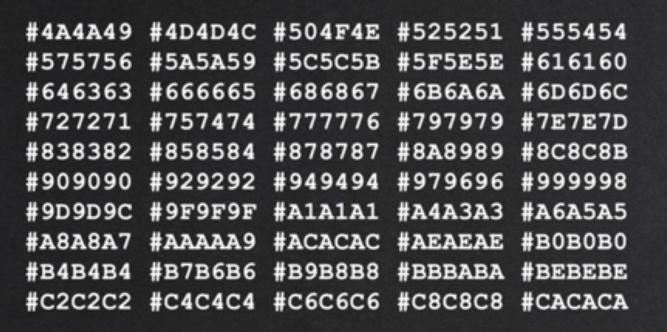 #4A4A49 #4D4D4C #504F4E #525251 #555454
#575756 #5A5A59 #5C5C5B #5F5E5E #616160
#646363 #666665 #686867 #6B6A6A #6D6D6C
#727271 #757474 #777776 #797979 #7E7E7D
#838382 #858584 #878787 #8A8989 #8C8C8B
#909090 #929292 #949494 #979696 #999998
#9D9D9C #9F9F9F #A1A1A1 #A4A3A3 #A6A5A5
#A8A8A7 #AAAAA9 #ACACAC #AEAEAE #B0B0B0
#B4B4B4 #B7B6B6 #B9B8B8 #BBBABA #BEBEBE
#C2C2C2 #C4C4C4 #C6C6C6 #C8C8C8 #CACACA